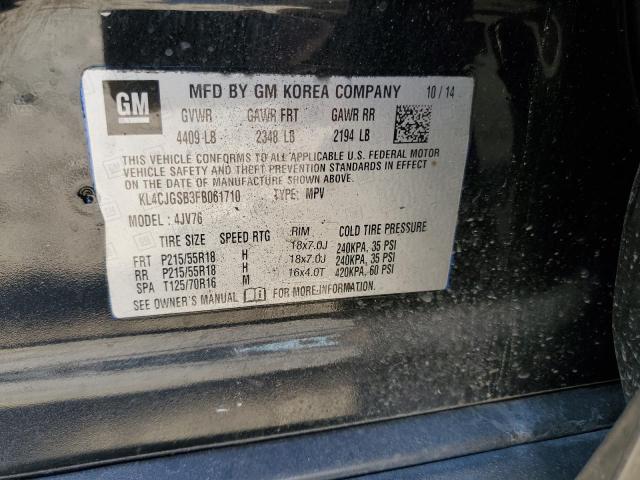 GM
MFD BY GM KOREA COMPANY 10 / 14
GVWR GAWR FRT GAWR RR
4409 LB 2348 LB 2194 LB
THIS VEHICLE CONFORMS TO ALL APPLICABLE U.S. FEDERAL MOTOR
VEHICLE SAFETY AND THEFT PREVENTION STANDARDS IN EFFECT
ON THE DATE OF MANUFACTURE SHOWN ABOVE.
KL4CJGSB3FB061710 TYPE: MPV
MODEL: 4JV76
TIRE SIZE SPEED RTG RIM COLD TIRE PRESSURE
FRT P215/55R18 H 18x7.0J 240KPA, 35 PSI
RR P215/55R18 H 18x7.0J 240KPA, 35 PSI
SPA T125/70R16 M 16x4.0T 420KPA, 60 PSI
SEE OWNER'S MANUAL FOR MORE INFORMATION.